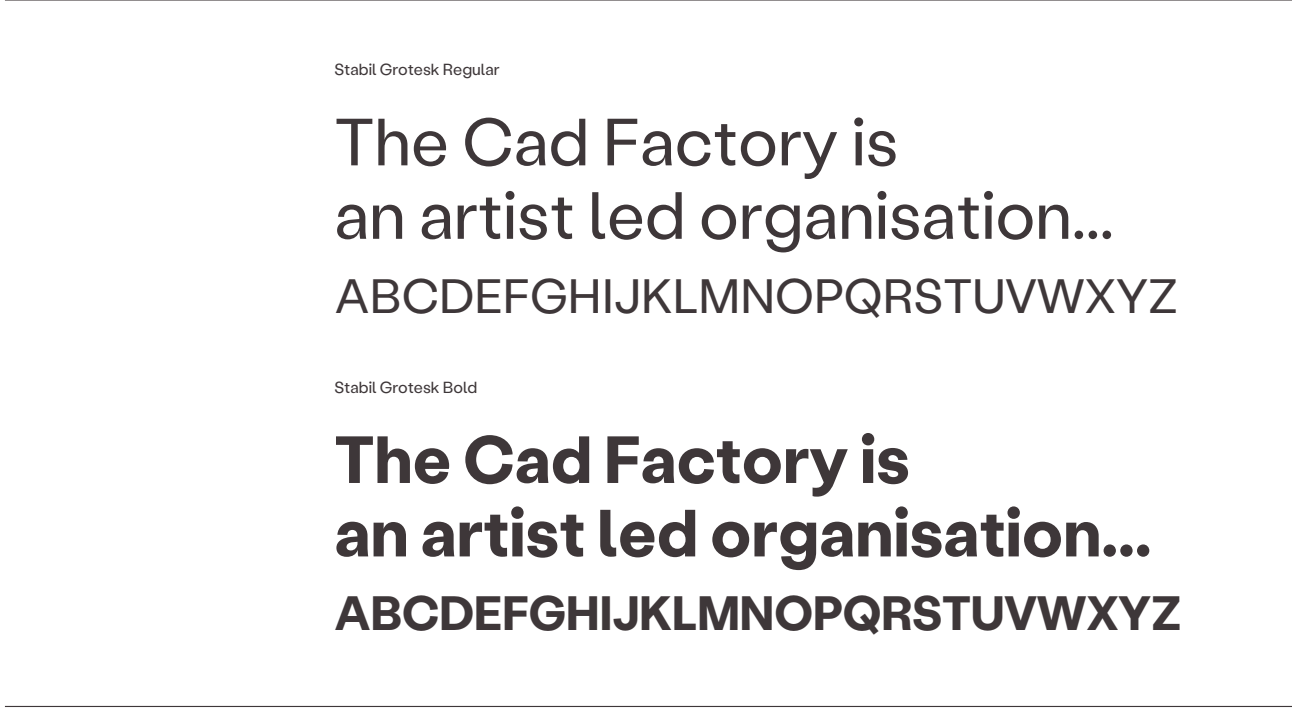 Stabil Grotesk Regular
The Cad Factory is
an artist led organisation...
ABCDEFGHIJKLMNOPQRSTUVWXYZ
Stabil Grotesk Bold
The Cad Factory is
an artist led organisation...
ABCDEFGHIJKLMNOPQRSTUVWXYZ